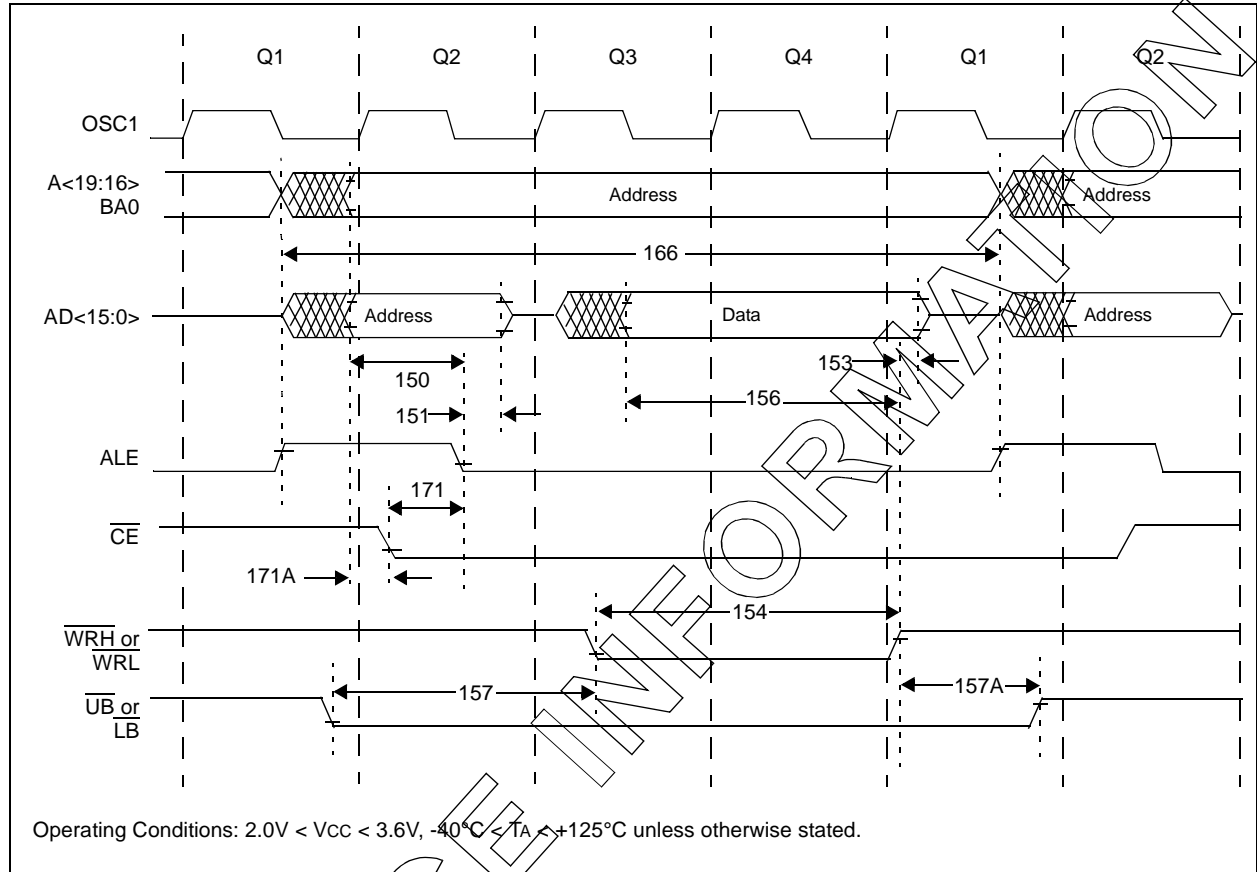 Q1 Q2 Q3 Q4 Q1 Q2
OSC1
A<19:16>
BA0
Address
Address
166
AD<15:0>
Address
Data
Address
150
153
151
156
ALE
171
CE
171A
154
WRH or
WRL
157
157A
UB or
LB
Operating Conditions: 2.0V < VCC < 3.6V, -40°C < TA < +125°C unless otherwise stated.
CE INFORMATION